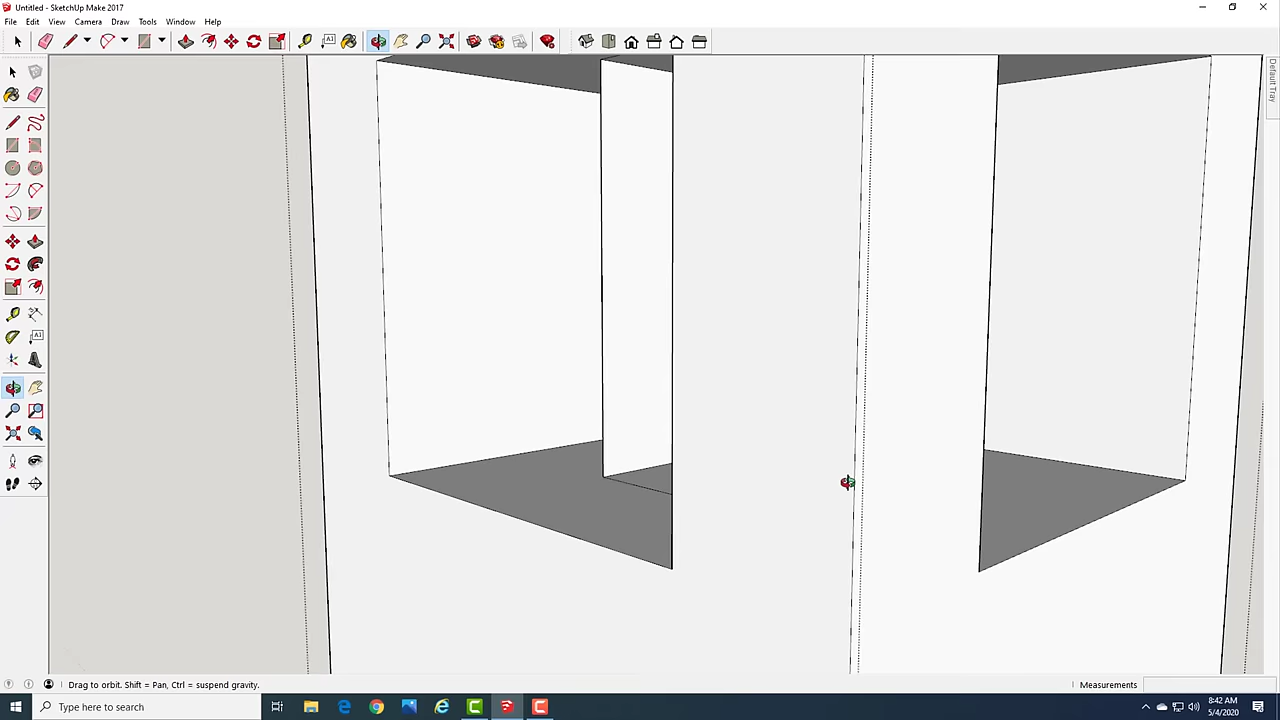 Untitled - SketchUp Make 2017
File Edit View Camera Draw Tools Window Help
Default Tray
Drag to orbit. Shift = Pan, Ctrl = suspend gravity.
Measurements
Type here to search
8:42 AM
5/4/2020